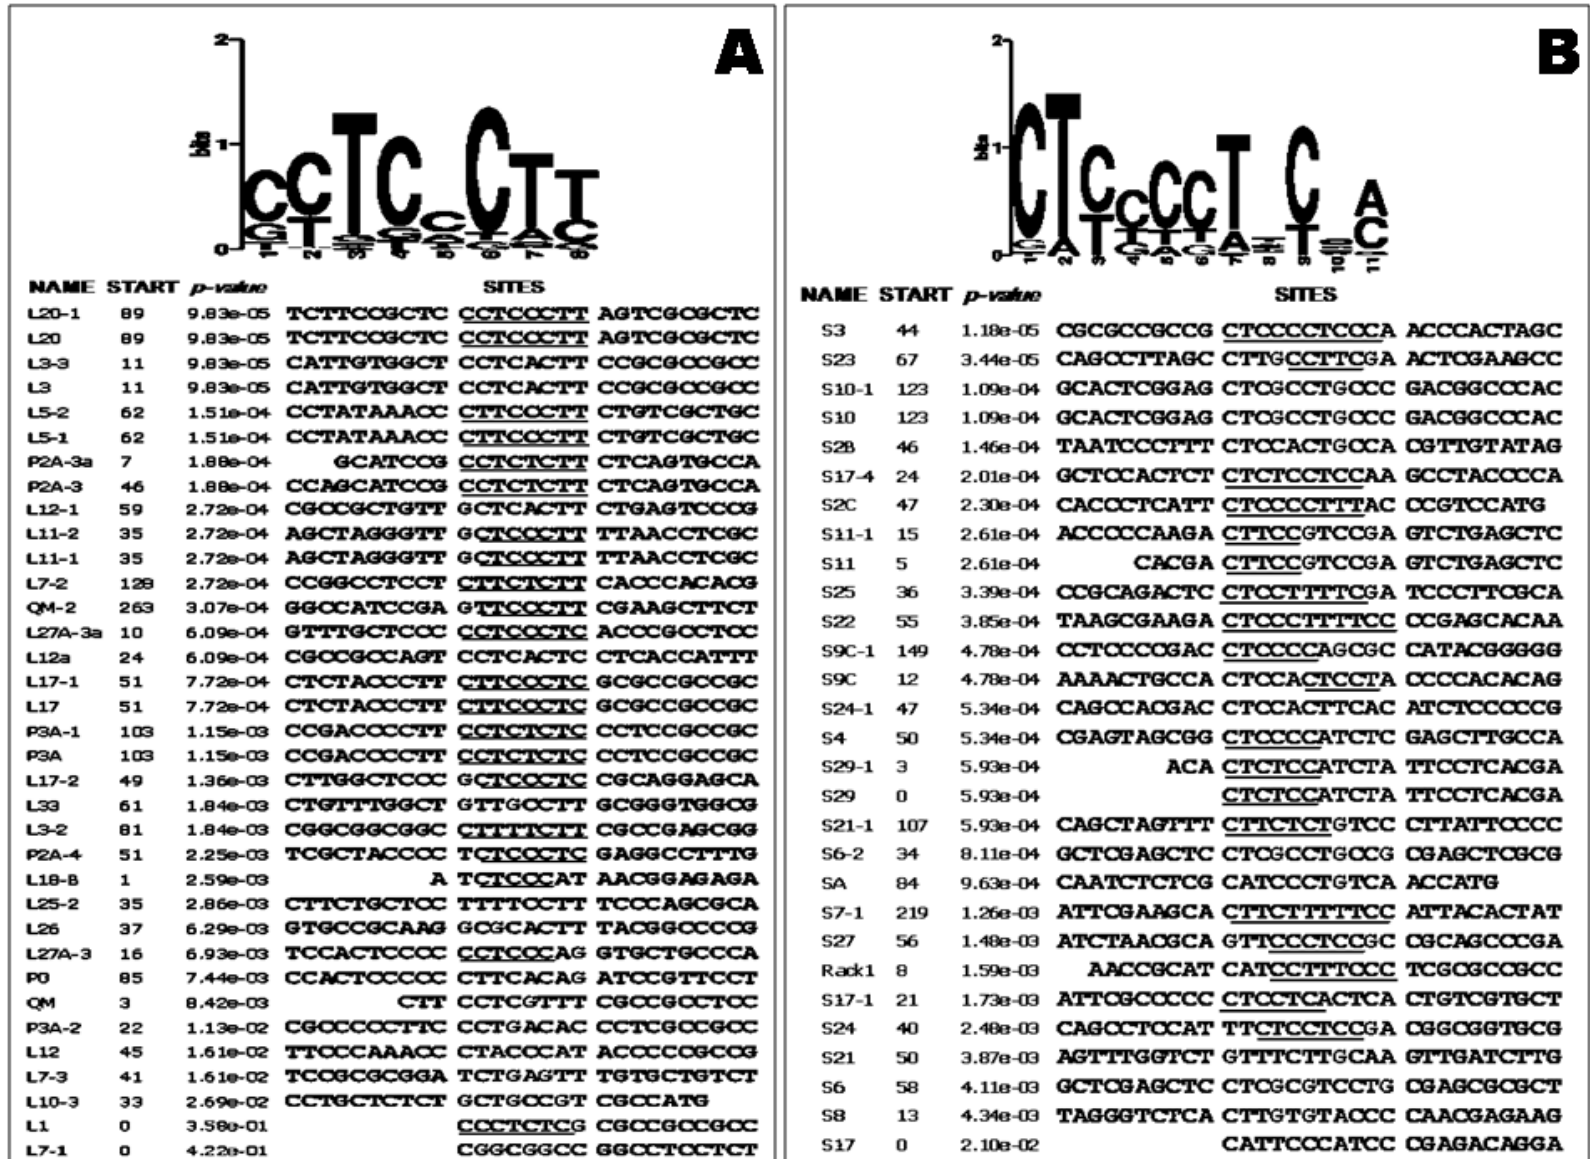 A
2
bits
1
0
1 2 3 4 5 6 7 8
NAME START p-value SITES
L20-1 89 9.83e-05 TCTTCCGCTC CCTCCCTT AGTCGCGCTC
L20 89 9.83e-05 TCTTCCGCTC CCTCCCTT AGTCGCGCTC
L3-3 11 9.83e-05 CATTGTGGCT CCTCACTT CCGCGCCGCC
L3 11 9.83e-05 CATTGTGGCT CCTCACTT CCGCGCCGCC
L5-2 62 1.51e-04 CCTATAAACC CTTCCCTT CTGTCGCTGC
L5-1 62 1.51e-04 CCTATAAACC CTTCCCTT CTGTCGCTGC
P2A-3a 7 1.88e-04 GCATCCG CCTCTCTT CTCAGTGCCA
P2A-3 46 1.88e-04 CCAGCATCCG CCTCTCTT CTCAGTGCCA
L12-1 59 2.72e-04 CGCCGCTGTT GCTCACTT CTGAGTCCCG
L11-2 35 2.72e-04 AGCTAGGGTT GCTCCCTT TTAACCTCGC
L11-1 35 2.72e-04 AGCTAGGGTT GCTCCCTT TTAACCTCGC
L7-2 128 2.72e-04 CCGGCCTCCT CTTCTCTT CACCCACACG
QM-2 263 3.07e-04 GGCCATCCGA GTTCCCTT CGAAGCTTCT
L27A-3a 10 6.09e-04 GTTTGCTCCC CCTCCCTC ACCCGCCTCC
L12a 24 6.09e-04 CGCCGCCAGT CCTCACTC CTCACCATTT
L17-1 51 7.72e-04 CTCTACCCTT CTTCCCTC GCGCCGCCGC
L17 51 7.72e-04 CTCTACCCTT CTTCCCTC GCGCCGCCGC
P3A-1 103 1.15e-03 CCGACCCCTT CCTCTCTC CCTCCGCCGC
P3A 103 1.15e-03 CCGACCCCTT CCTCTCTC CCTCCGCCGC
L17-2 49 1.36e-03 CTTGGCTCCC GCTCCCTC CGCAGGAGCA
L33 61 1.84e-03 CTGTTTGGCT GTTGCCTT GCGGGTGGCG
L3-2 81 1.84e-03 CGGCGGCGGC CTTTTCTT CGCCGAGCGG
P2A-4 51 2.25e-03 TCGCTACCCC TCTCCCTC GAGGCCTTTG
L18-B 1 2.59e-03 A TCTCCCAT AACGGAGAGA
L25-2 35 2.86e-03 CTTCTGCTCC TTTTCCTT TCCCAGCGCA
L26 37 6.29e-03 GTGCCGCAAG GCGCACTT TACGGCCCCG
L27A-3 16 6.93e-03 TCCACTCCCC CCTCCCAG GTGCTGCCCA
P0 85 7.44e-03 CCACTCCCCC CTTCACAG ATCCGTTCCT
QM 3 8.42e-03 CTT CCTCGTTT CGCCGCCTCC
P3A-2 22 1.13e-02 CGCCCCCTTC CCTGACAC CCTCGCCGCC
L12 45 1.61e-02 TTCCCAAACC CTACCCAT ACCCCCGCCG
L7-3 41 1.61e-02 TCCGCGCGGA TCTGAGTT TGTGCTGTCT
L10-3 33 2.69e-02 CCTGCTCTCT GCTGCCGT CGCCATG
L1 0 3.58e-01 CCCTCTCG CGCCGCCGCC
L7-1 0 4.22e-01 CGGCGGCC GGCCTCCTCT
B
2
bits
1
0
1 2 3 4 5 6 7 8 9 10 11
NAME START p-value SITES
S3 44 1.18e-05 CGCGCCGCCG CTCCCCTCCCA ACCCACTAGC
S23 67 3.44e-05 CAGCCTTAGC CTTGCCTTCGA ACTCGAAGCC
S10-1 123 1.09e-04 GCACTCGGAG CTCGCCTGCCC GACGGCCCAC
S10 123 1.09e-04 GCACTCGGAG CTCGCCTGCCC GACGGCCCAC
S2B 46 1.46e-04 TAATCCCTTT CTCCACTGCCA CGTTGTATAG
S17-4 24 2.01e-04 GCTCCACTCT CTCTCCTCCAA GCCTACCCCA
S2C 47 2.30e-04 CACCCTCATT CTCCCCTTTAC CCGTCCATG
S11-1 15 2.61e-04 ACCCCCAAGA CTTCCGTCCGA GTCTGAGCTC
S11 5 2.61e-04 CACGA CTTCCGTCCGA GTCTGAGCTC
S25 36 3.39e-04 CCGCAGACTC CTCCTTTTCGA TCCCTTCGCA
S22 55 3.85e-04 TAAGCGAAGA CTCCCTTTTCC CCGAGCACAA
S9C-1 149 4.78e-04 CCTCCCCGAC CTCCCCAGCGC CATACGGGGG
S9C 12 4.78e-04 AAAACTGCCA CTCCACTCCTA CCCCACACAG
S24-1 47 5.34e-04 CAGCCACGAC CTCCACTTCAC ATCTCCCCCG
S4 50 5.34e-04 CGAGTAGCGG CTCCCCATCTC GAGCTTGCCA
S29-1 3 5.93e-04 ACA CTCTCCATCTA TTCCTCACGA
S29 0 5.93e-04 CTCTCCATCTA TTCCTCACGA
S21-1 107 5.93e-04 CAGCTAGTTT CTTCTCTGTCC CTTATTCCCC
S6-2 34 8.11e-04 GCTCGAGCTC CTCGCCTGCCG CGAGCTCGCG
SA 84 9.63e-04 CAATCTCTCG CATCCCTGTCA ACCATG
S7-1 219 1.26e-03 ATTCGAAGCA CTTCTTTTTCC ATTACACTAT
S27 56 1.48e-03 ATCTAACGCA GTTCCCTCCGC CGCAGCCCGA
Rack1 8 1.59e-03 AACCGCAT CATCCTTTCCC TCGCGCCGCC
S17-1 21 1.73e-03 ATTCGCCCCC CTCCTCACTCA CTGTCGTGCT
S24 40 2.48e-03 CAGCCTCCAT TTCTCCTCCGA CGGCGGTGCG
S21 50 3.87e-03 AGTTTGGTCT GTTTCTTGCAA GTTGATCTTG
S6 58 4.11e-03 GCTCGAGCTC CTCGCGTCCTG CGAGCGCGCT
S8 13 4.34e-03 TAGGGTCTCA CTTGTGTACCC CAACGAGAAG
S17 0 2.10e-02 CATTCCCATCC CGAGACAGGA